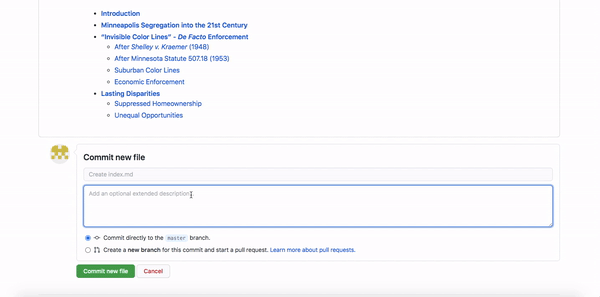 Introduction
Minneapolis Segregation into the 21st Century
“Invisible Color Lines” - De Facto Enforcement
After Shelley v. Kraemer (1948)
After Minnesota Statute 507.18 (1953)
Suburban Color Lines
Economic Enforcement
Lasting Disparities
Suppressed Homeownership
Unequal Opportunities
Commit new file
Create index.md
Add an optional extended description
Commit directly to the master branch.
Create a new branch for this commit and start a pull request. Learn more about pull requests.
Commit new file Cancel